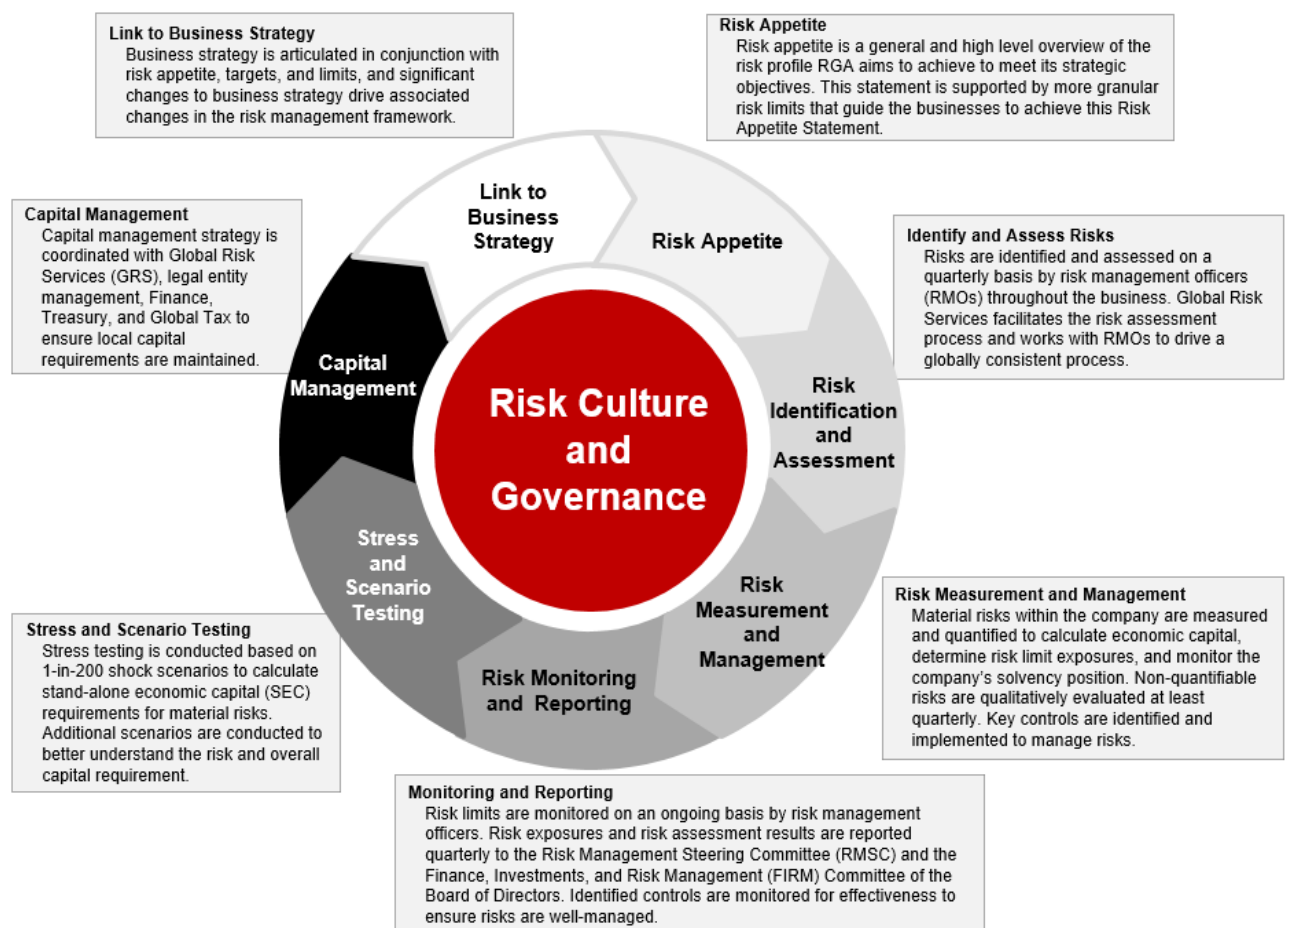 Link to Business Strategy
Business strategy is articulated in conjunction with
risk appetite, targets, and limits, and significant
changes to business strategy drive associated
changes in the risk management framework.
Risk Appetite
Risk appetite is a general and high level overview of the
risk profile RGA aims to achieve to meet its strategic
objectives. This statement is supported by more granular
risk limits that guide the businesses to achieve this Risk
Appetite Statement.
Capital Management
Capital management strategy is
coordinated with Global Risk
Services (GRS), legal entity
management, Finance,
Treasury, and Global Tax to
ensure local capital
requirements are maintained.
Link to
Business
Strategy
Risk Appetite
Identify and Assess Risks
Risks are identified and assessed on a
quarterly basis by risk management officers
(RMOs) throughout the business. Global Risk
Services facilitates the risk assessment
process and works with RMOs to drive a
globally consistent process.
Capital
Management
Risk Culture
and
Governance
Risk
Identification
and
Assessment
Stress
and
Scenario
Testing
Risk
Measurement
and
Management
Risk Monitoring
and Reporting
Stress and Scenario Testing
Stress testing is conducted based on
1-in-200 shock scenarios to calculate
stand-alone economic capital (SEC)
requirements for material risks.
Additional scenarios are conducted to
better understand the risk and overall
capital requirement.
Risk Measurement and Management
Material risks within the company are measured
and quantified to calculate economic capital,
determine risk limit exposures, and monitor the
company's solvency position. Non-quantifiable
risks are qualitatively evaluated at least
quarterly. Key controls are identified and
implemented to manage risks.
Monitoring and Reporting
Risk limits are monitored on an ongoing basis by risk management
officers. Risk exposures and risk assessment results are reported
quarterly to the Risk Management Steering Committee (RMSC) and the
Finance, Investments, and Risk Management (FIRM) Committee of the
Board of Directors. Identified controls are monitored for effectiveness to
ensure risks are well-managed.